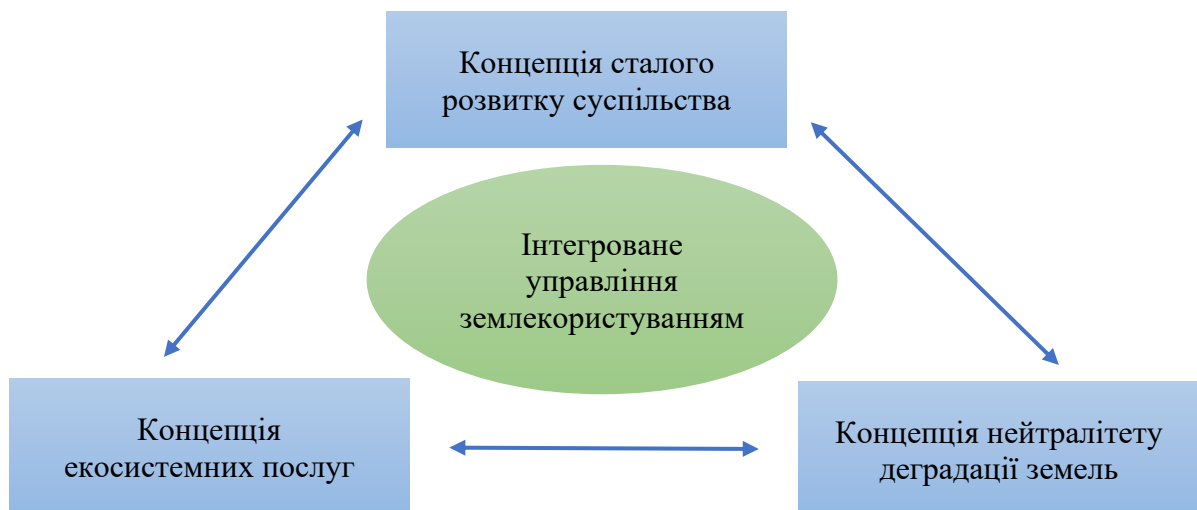 Концепція сталого
розвитку суспільства
Інтегроване
управління
землекористуванням
Концепція
екосистемних послуг
Концепція нейтралітету
деградації земель